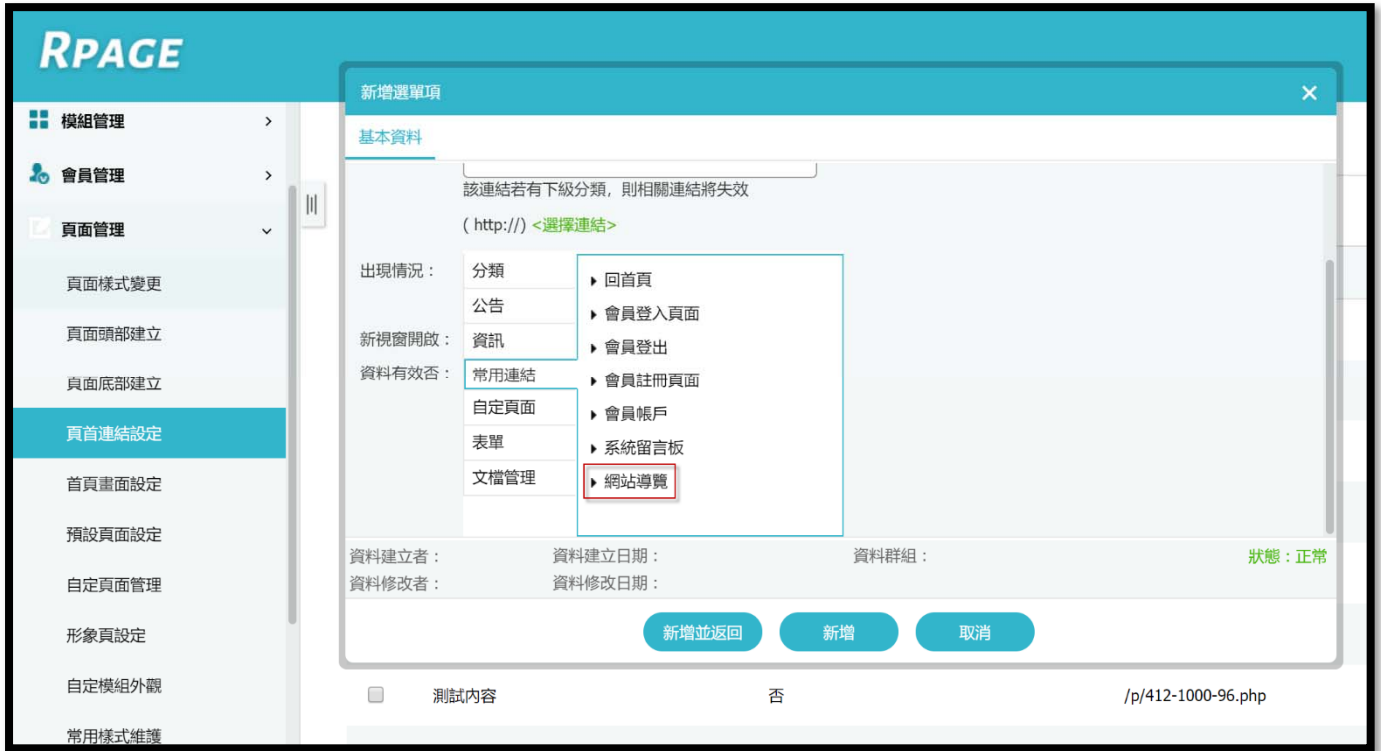 RPAGE
模組管理
會員管理
頁面管理
頁面樣式變更
頁面頭部建立
頁面底部建立
頁首連結設定
首頁畫面設定
預設頁面設定
自定頁面管理
形象頁設定
自定模組外觀
常用樣式維護
新增選單項
基本資料
該連結若有下級分類，則相關連結將失效
( http://) <選擇連結>
出現情況：
新視窗開啟：
資料有效否：
分類
公告
資訊
常用連結
自定頁面
表單
文檔管理
回首頁
會員登入頁面
會員登出
會員註冊頁面
會員帳戶
系統留言板
網站導覽
資料建立者： 資料建立日期： 資料群組： 狀態：正常
資料修改者： 資料修改日期：
新增並返回 新增 取消
測試內容 否 /p/412-1000-96.php